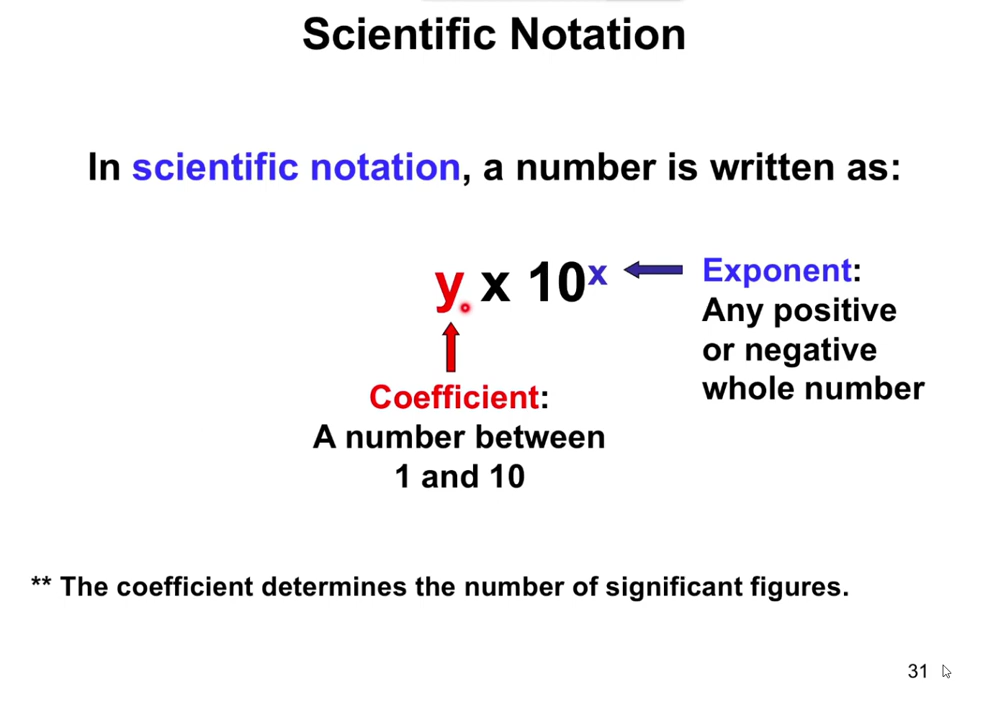 Scientific Notation
In scientific notation, a number is written as:
y x 10ˣ
Exponent:
Any positive
or negative
whole number
Coefficient:
A number between
1 and 10
** The coefficient determines the number of significant figures.
31